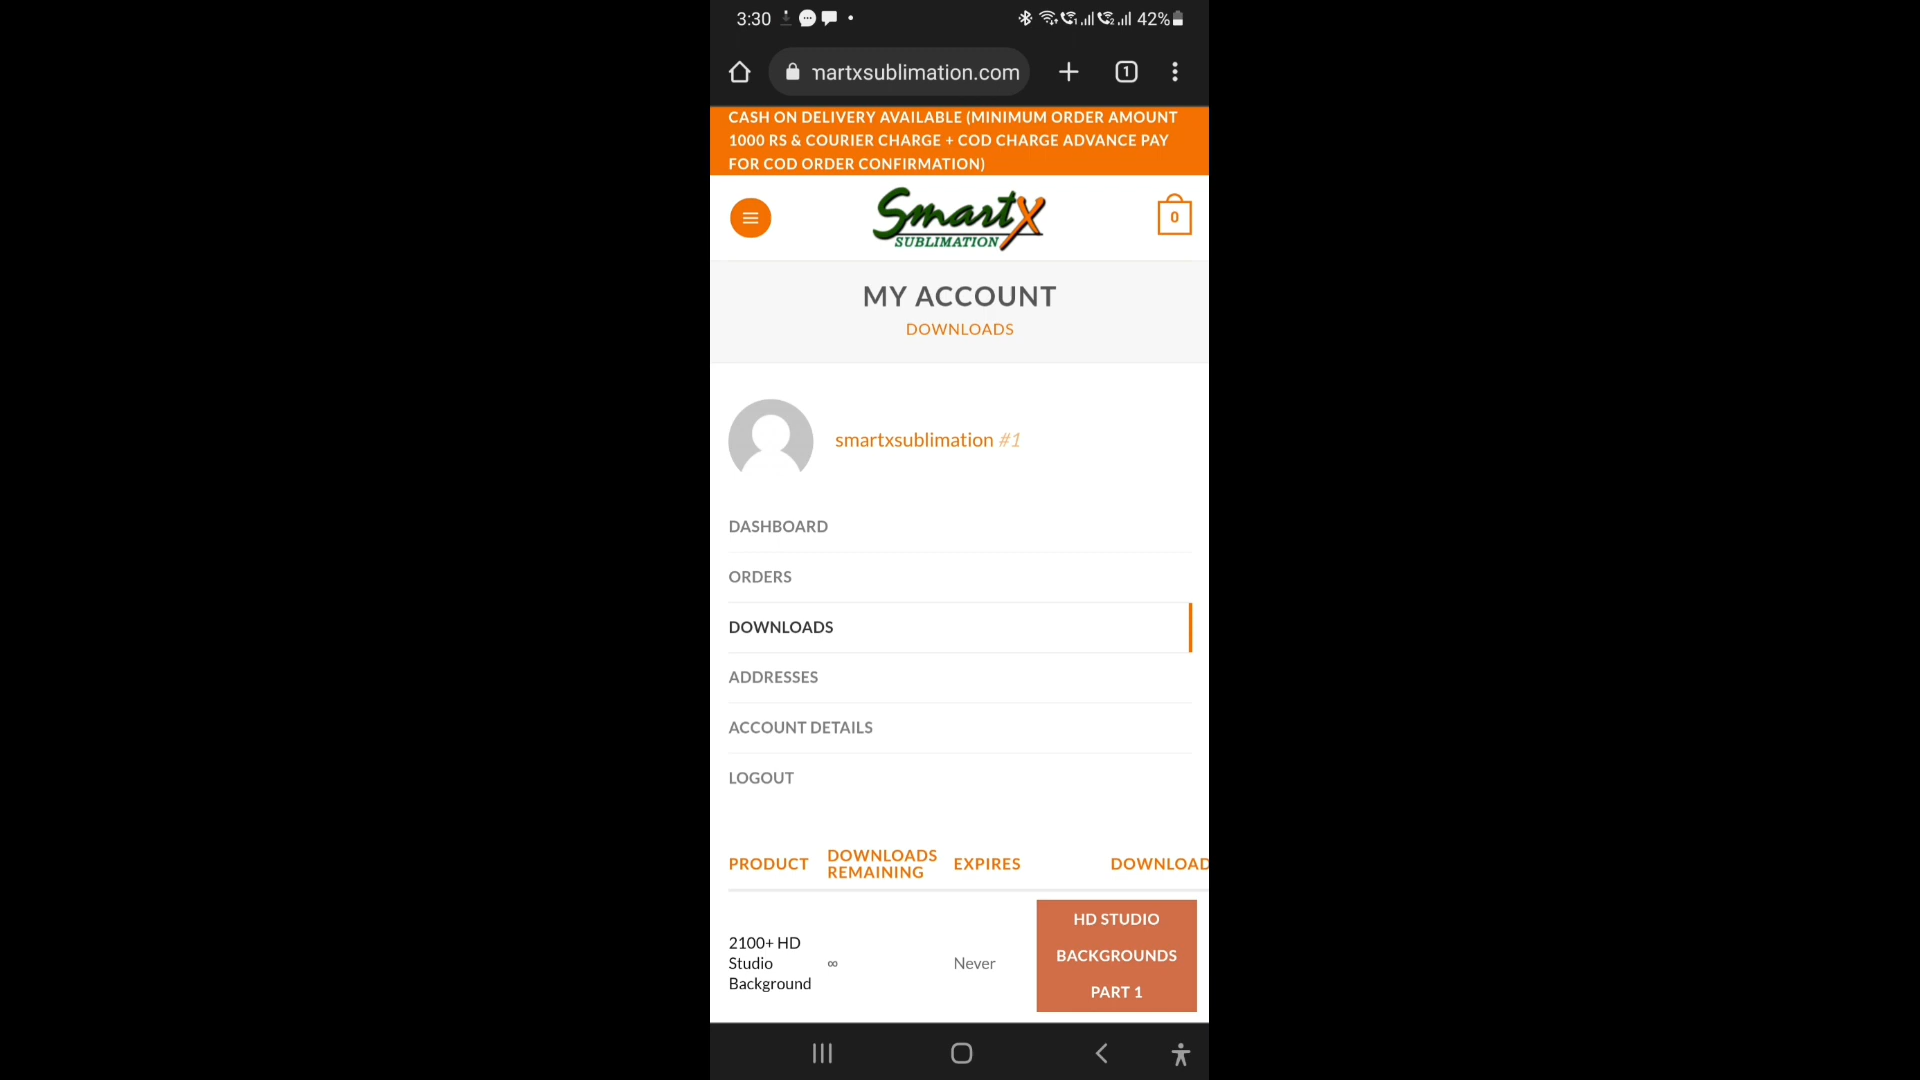 3:30
42%
martxsublimation.com
1
CASH ON DELIVERY AVAILABLE (MINIMUM ORDER AMOUNT
1000 RS & COURIER CHARGE + COD CHARGE ADVANCE PAY
FOR COD ORDER CONFIRMATION)
SmartX
SUBLIMATION
0
MY ACCOUNT
DOWNLOADS
smartxsublimation #1
DASHBOARD
ORDERS
DOWNLOADS
ADDRESSES
ACCOUNT DETAILS
LOGOUT
PRODUCT DOWNLOADS REMAINING EXPIRES DOWNLOAD
2100+ HD
Studio
Background
∞
Never
HD STUDIO
BACKGROUNDS
PART 1